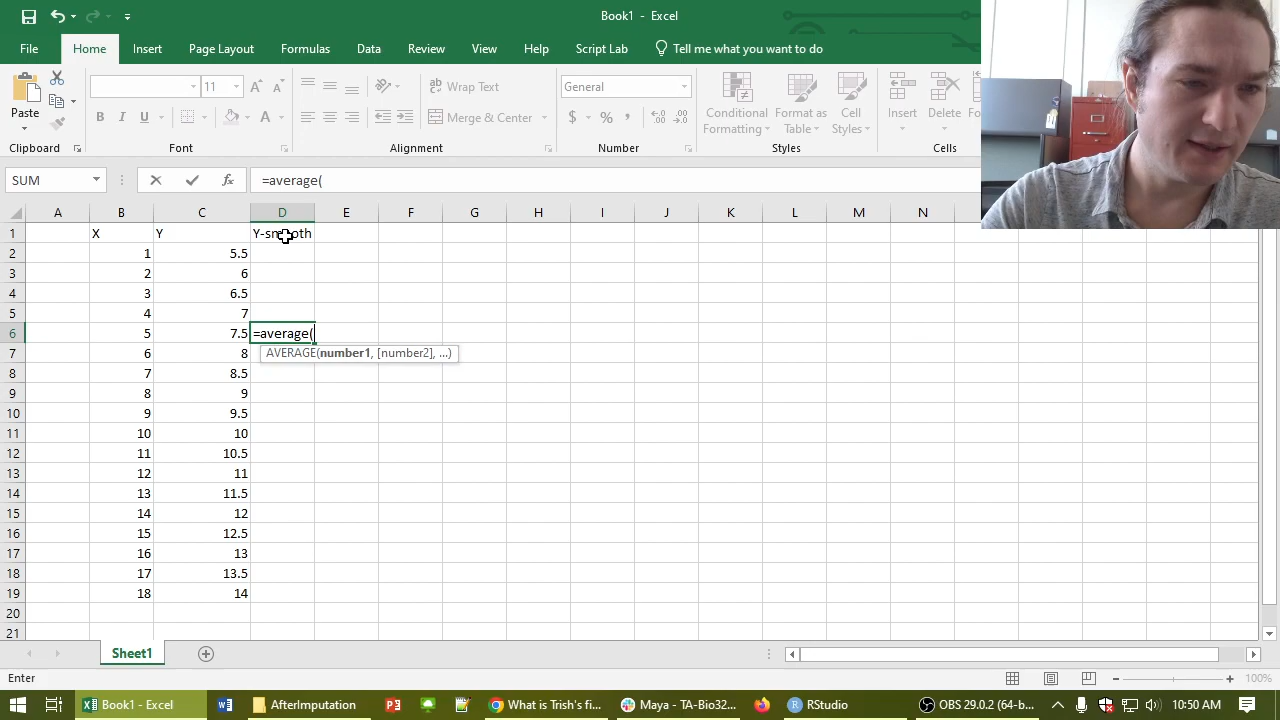 Book1 - Excel
File Home Insert Page Layout Formulas Data Review View Help Script Lab Tell me what you want to do
Paste
11
B I U
A A
A
ab Wrap Text
Merge & Center
General
$ % ,
Conditional Formatting
Format as Table
Cell Styles
Insert
Delete
Clipboard Font Alignment Number Styles Cells
SUM fx =average(
A B C D E F G H I J K L M N
1 X Y Y-smooth
2 1 5.5
3 2 6
4 3 6.5
5 4 7
6 5 7.5 =average(
AVERAGE(number1, [number2], ...)
7 6 8
8 7 8.5
9 8 9
10 9 9.5
11 10 10
12 11 10.5
13 12 11
14 13 11.5
15 14 12
16 15 12.5
17 16 13
18 17 13.5
19 18 14
20
21
Sheet1
Enter
100%
Book1 - Excel AfterImputation What is Trish's fi... Maya - TA-Bio32... RStudio OBS 29.0.2 (64-b... 10:50 AM